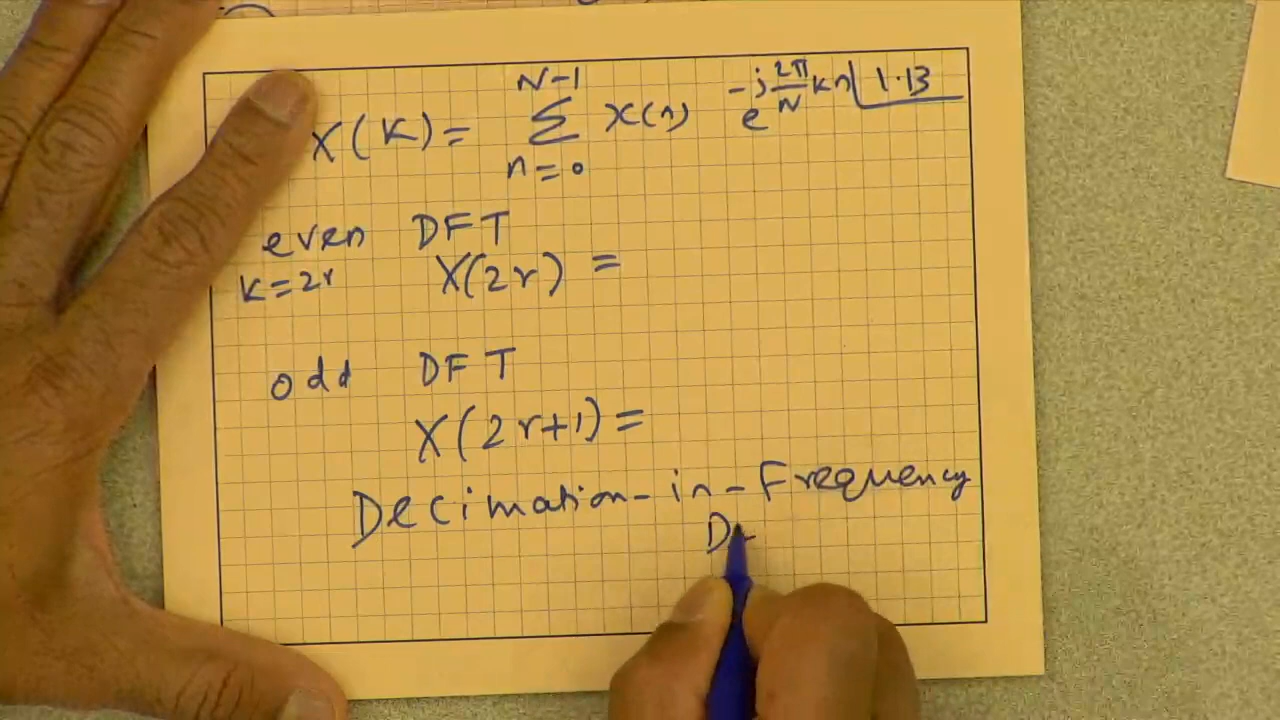 X(K) = N-1 Σ n=0 x(n) e -j 2π/N kn 1.13
even DFT
K=2r X(2r) =
odd DFT
X(2r+1) =
Decimation-in-Frequency